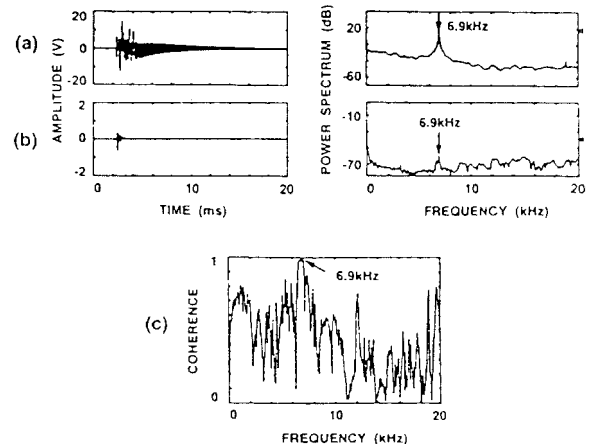 (a)
AMPLITUDE (V)
20
0
-20
2
0
-2
0
10
20
TIME (ms)
(b)
POWER SPECTRUM (dB)
20
-60
6.9kHz
-10
-70
6.9kHz
0
10
20
FREQUENCY (kHz)
(c)
COHERENCE
1
0
6.9kHz
0
10
20
FREQUENCY (kHz)